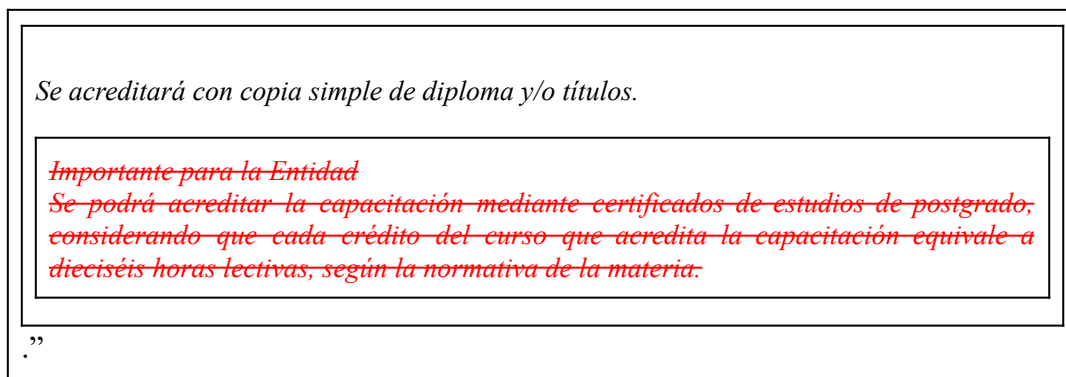 Se acreditará con copia simple de diploma y/o títulos.
Importante para la Entidad
Se podrá acreditar la capacitación mediante certificados de estudios de postgrado,
considerando que cada crédito del curso que acredita la capacitación equivale a
dieciséis horas lectivas, según la normativa de la materia.
.”